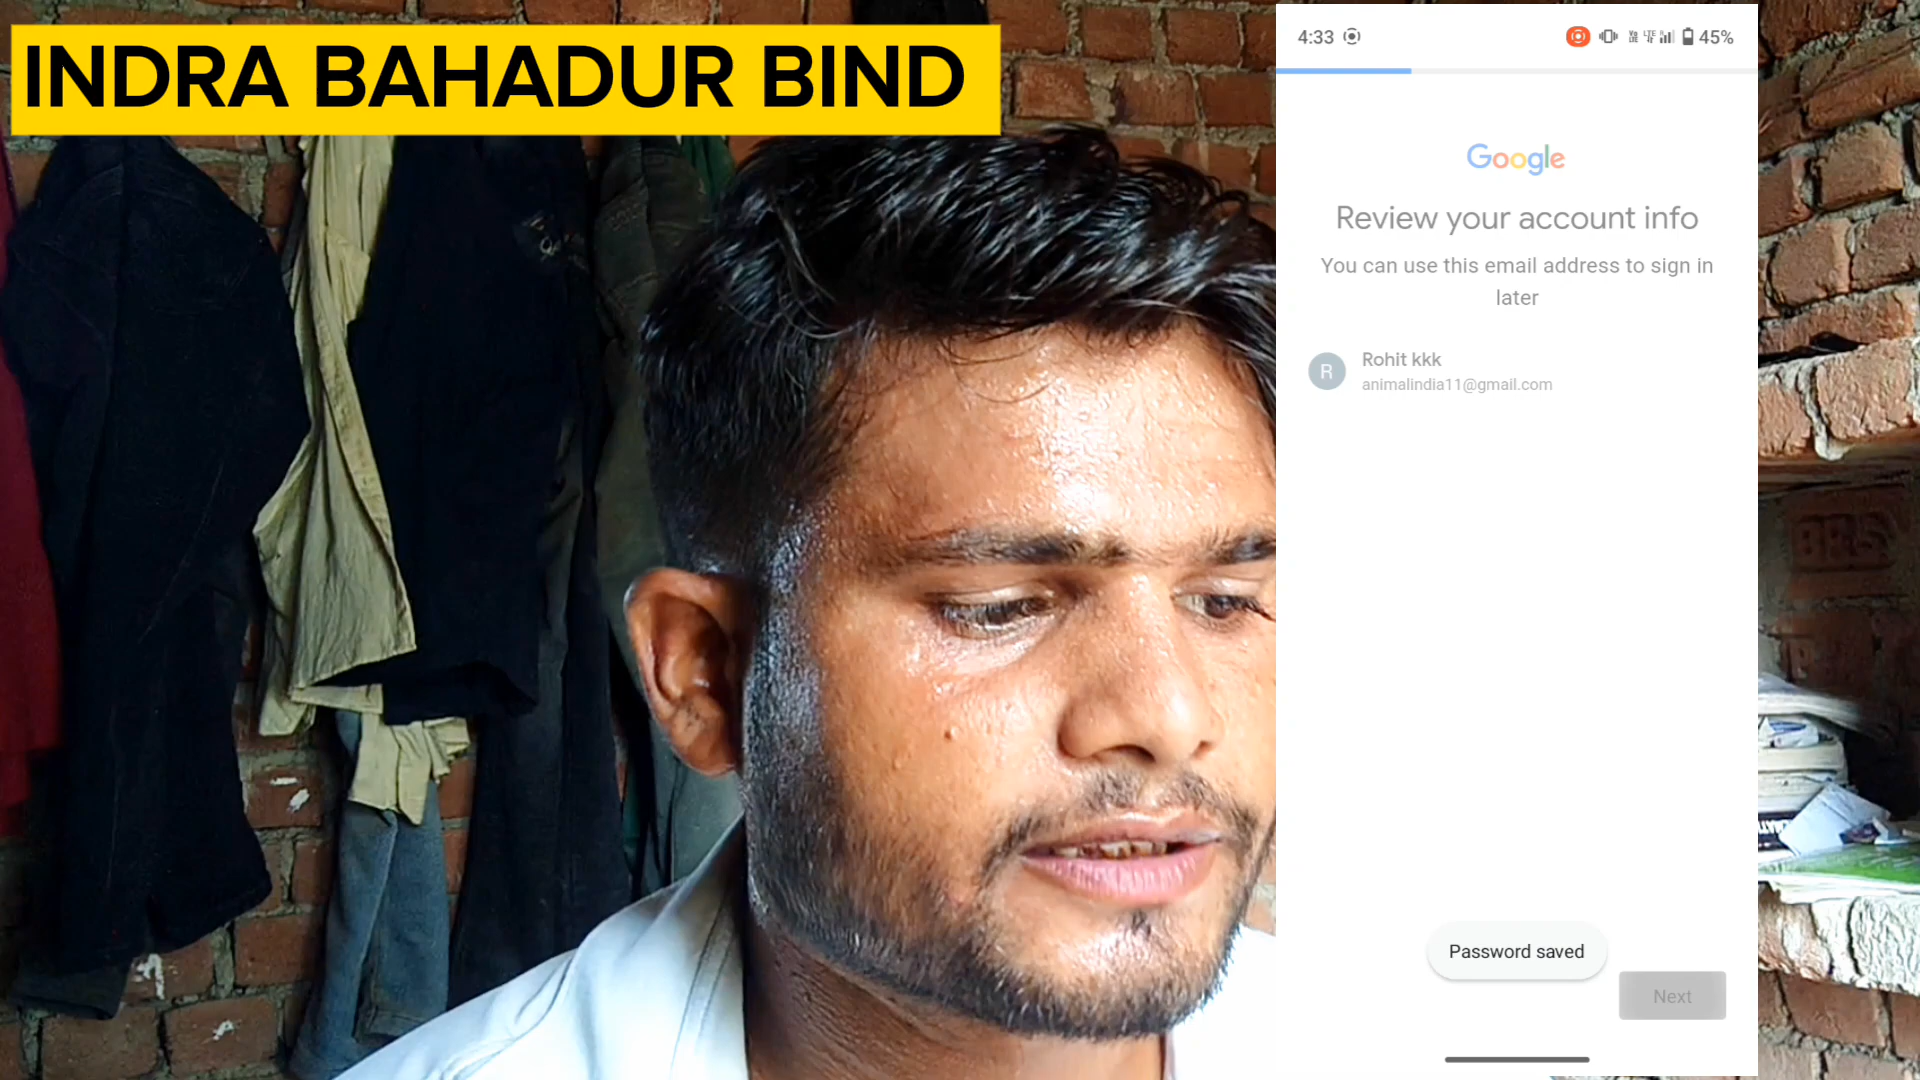 INDRA BAHADUR BIND
4:33
45%
Google
Review your account info
You can use this email address to sign in
later
R
Rohit kkk
animalindia11@gmail.com
Password saved
Next